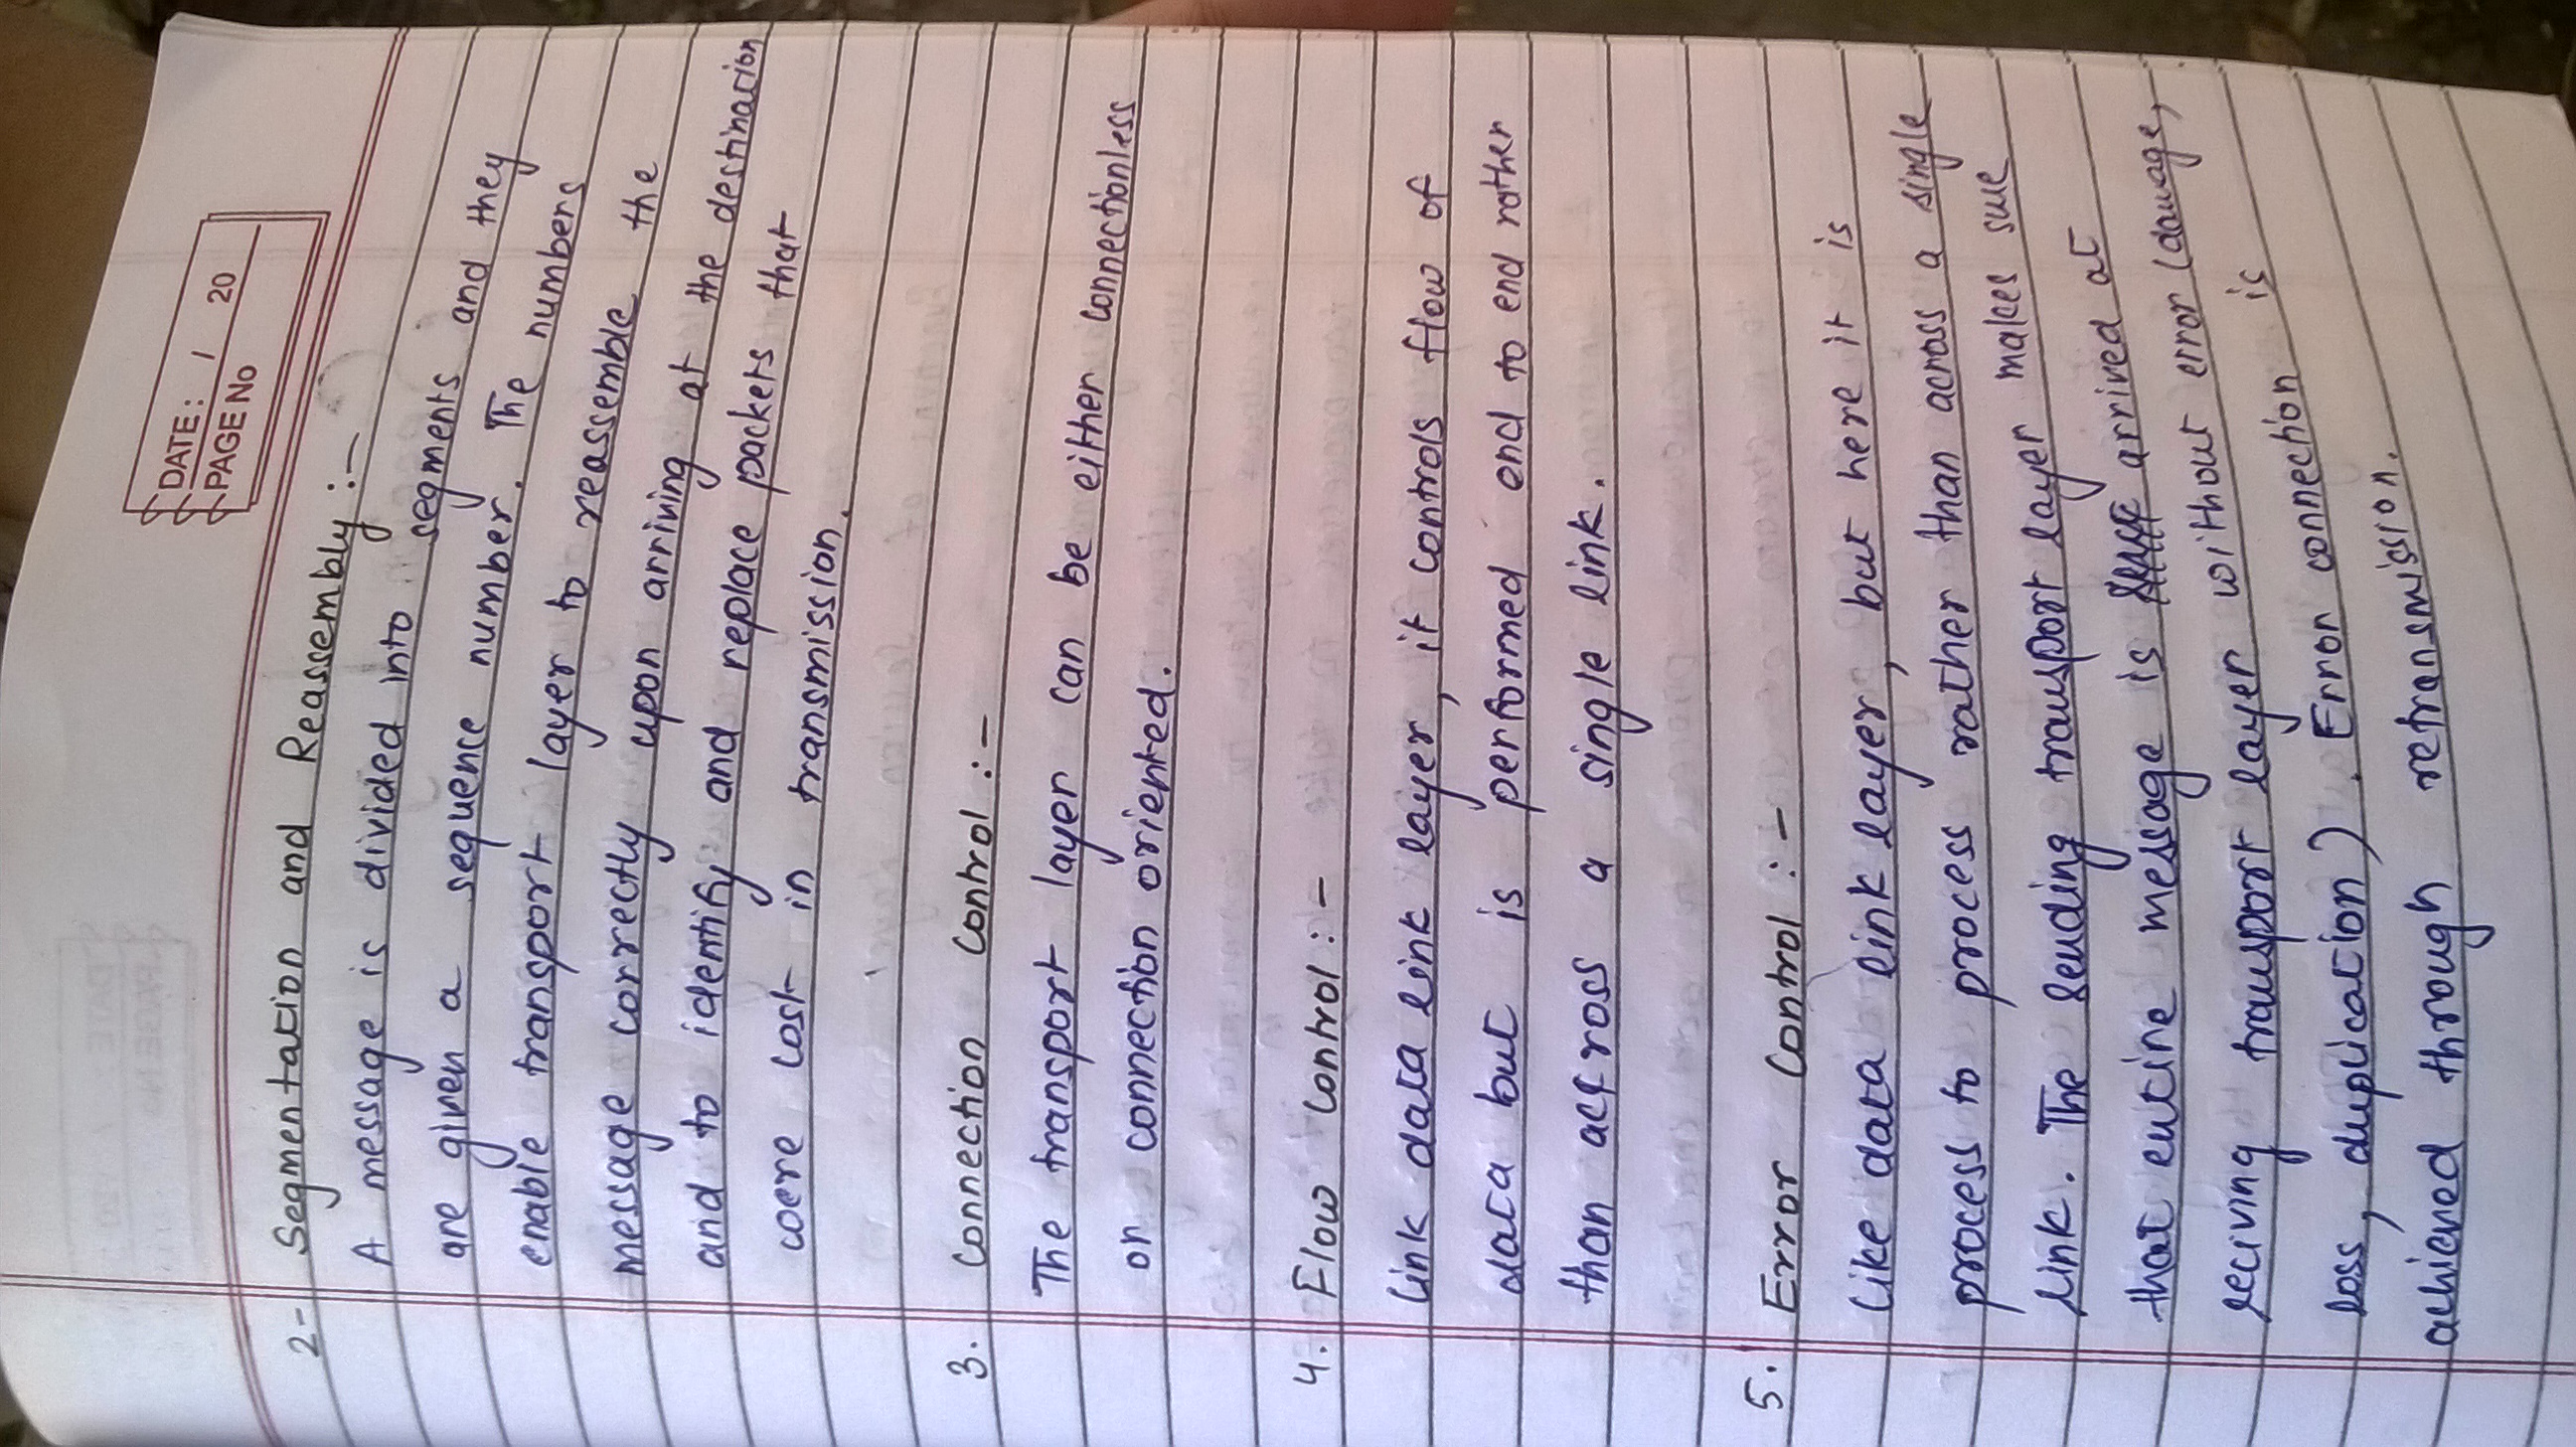 DATE : / 20
PAGE No
2- Segmentation and Reassembly :-
A message is divided into segments and they
are given a sequence number. The numbers
enable transport layer to reassemble the
message correctly upon arriving at the destination
and to identify and replace packets that
were lost in transmission.
3. Connection Control :-
The transport layer can be either connectionless
or connection oriented.
4. Flow Control :-
Link data link layer, it controls flow of
data but is performed end to end rather
than accross a single link.
5. Error Control :-
Like data link layer, but here it is
process to process rather than across a single
link. The sending transport layer makes sure
that entire message is arrived at
reciving transport layer without error (damage,
loss, duplication). Error connection is
achieved through retransmission.